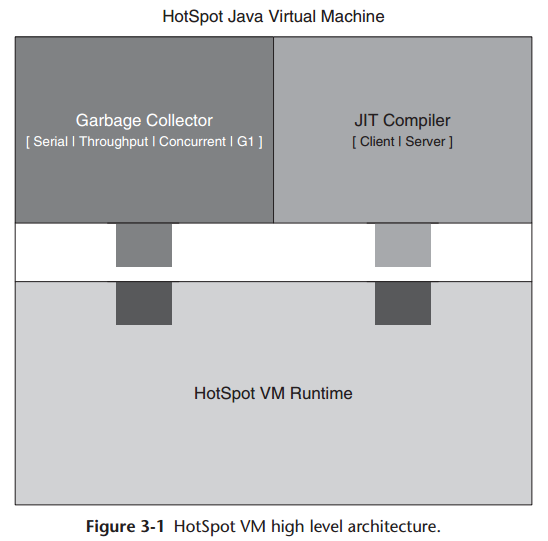 HotSpot Java Virtual Machine
Garbage Collector
[ Serial | Throughput | Concurrent | G1 ]
JIT Compiler
[ Client | Server ]
HotSpot VM Runtime
Figure 3-1 HotSpot VM high level architecture.